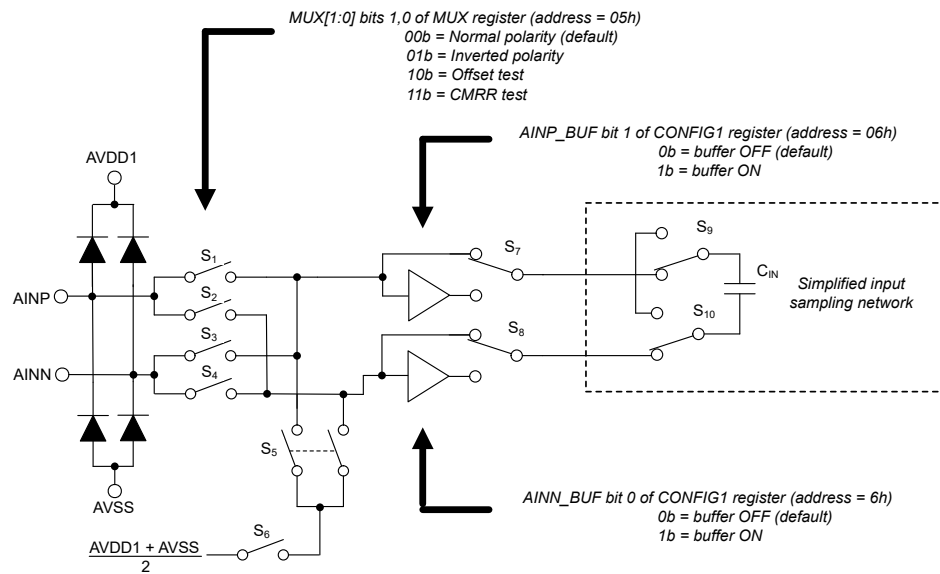 MUX[1:0] bits 1,0 of MUX register (address = 05h)
00b = Normal polarity (default)
01b = Inverted polarity
10b = Offset test
11b = CMRR test
AINP_BUF bit 1 of CONFIG1 register (address = 06h)
0b = buffer OFF (default)
1b = buffer ON
AVDD1
S1
S7
S9
CIN
Simplified input
sampling network
AINP
S2
S10
S3
S8
AINN
S4
S5
AVSS
AINN_BUF bit 0 of CONFIG1 register (address = 6h)
0b = buffer OFF (default)
1b = buffer ON
S6
AVDD1 + AVSS
2